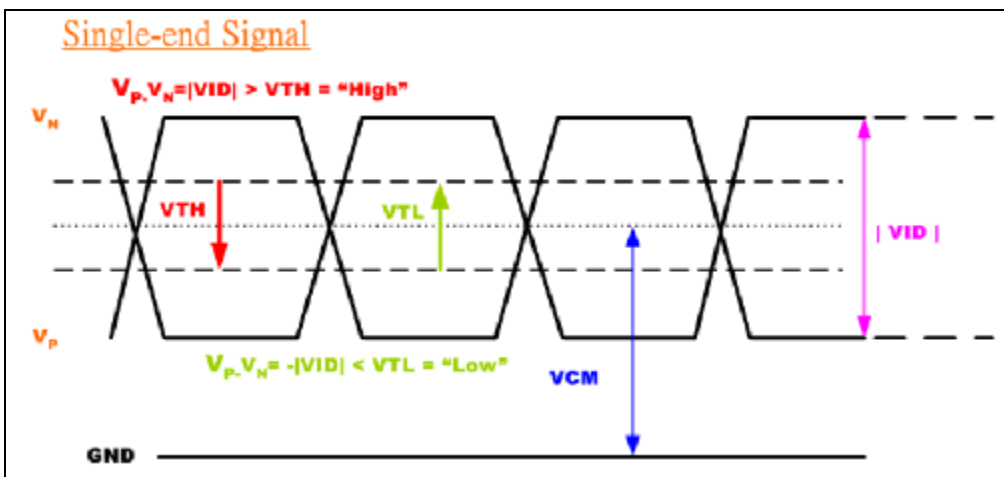 Single-end Signal
VP-VN=|VID| > VTH = “High”
VN
VTH
VTL
| VID |
VP
VP-VN= -|VID| < VTL = “Low”
VCM
GND